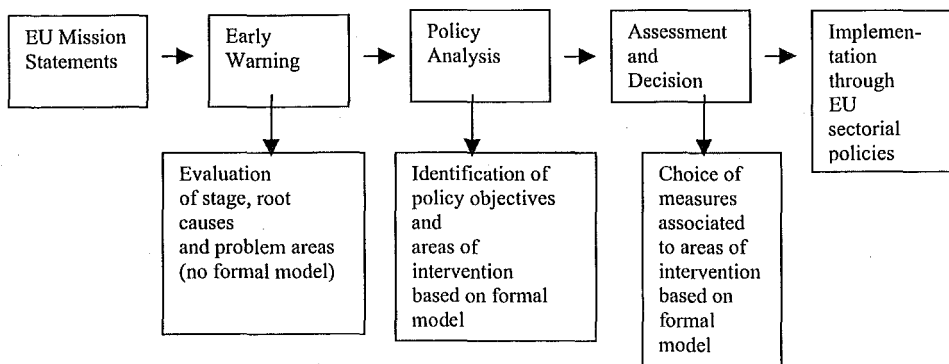 EU Mission
Statements
Early
Warning
Policy
Analysis
Assessment
and
Decision
Implemen-
tation
through
EU
sectorial
policies
Evaluation
of stage, root
causes
and problem areas
(no formal model)
Identification of
policy objectives
and
areas of
intervention
based on formal
model
Choice of
measures
associated
to areas of
intervention
based on
formal
model